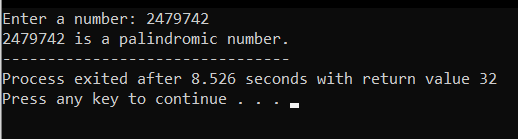 Enter a number: 2479742
2479742 is a palindromic number.
--------------------------------
Process exited after 8.526 seconds with return value 32
Press any key to continue . . .